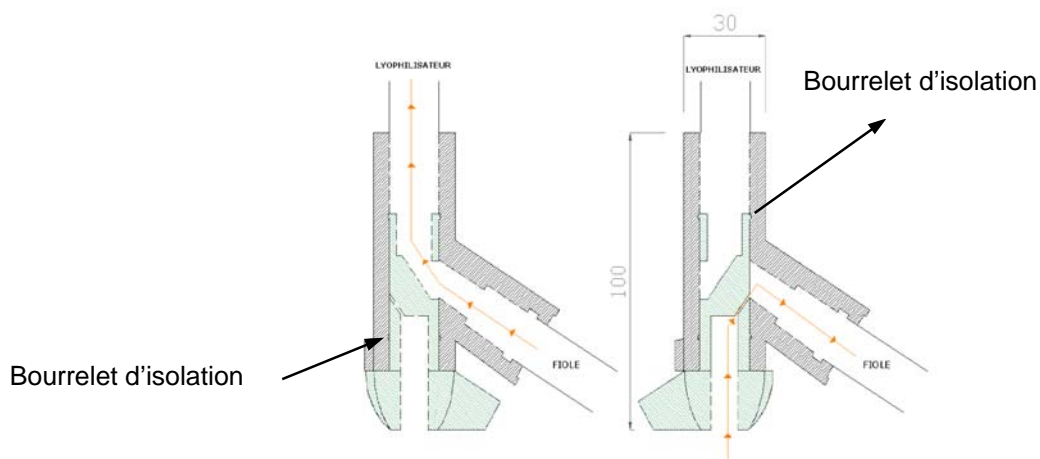 30
LYOPHILISATEUR
LYOPHILISATEUR
Bourrelet d'isolation
100
Bourrelet d'isolation
FIOLE
FIOLE